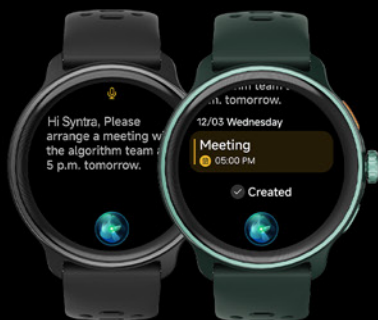 Hi Syntra, Please
arrange a meeting w
the algorithm team
5 p.m. tomorrow.
m team
.m. tomorrow.
12/03 Wednesday
Meeting
05:00 PM
Created